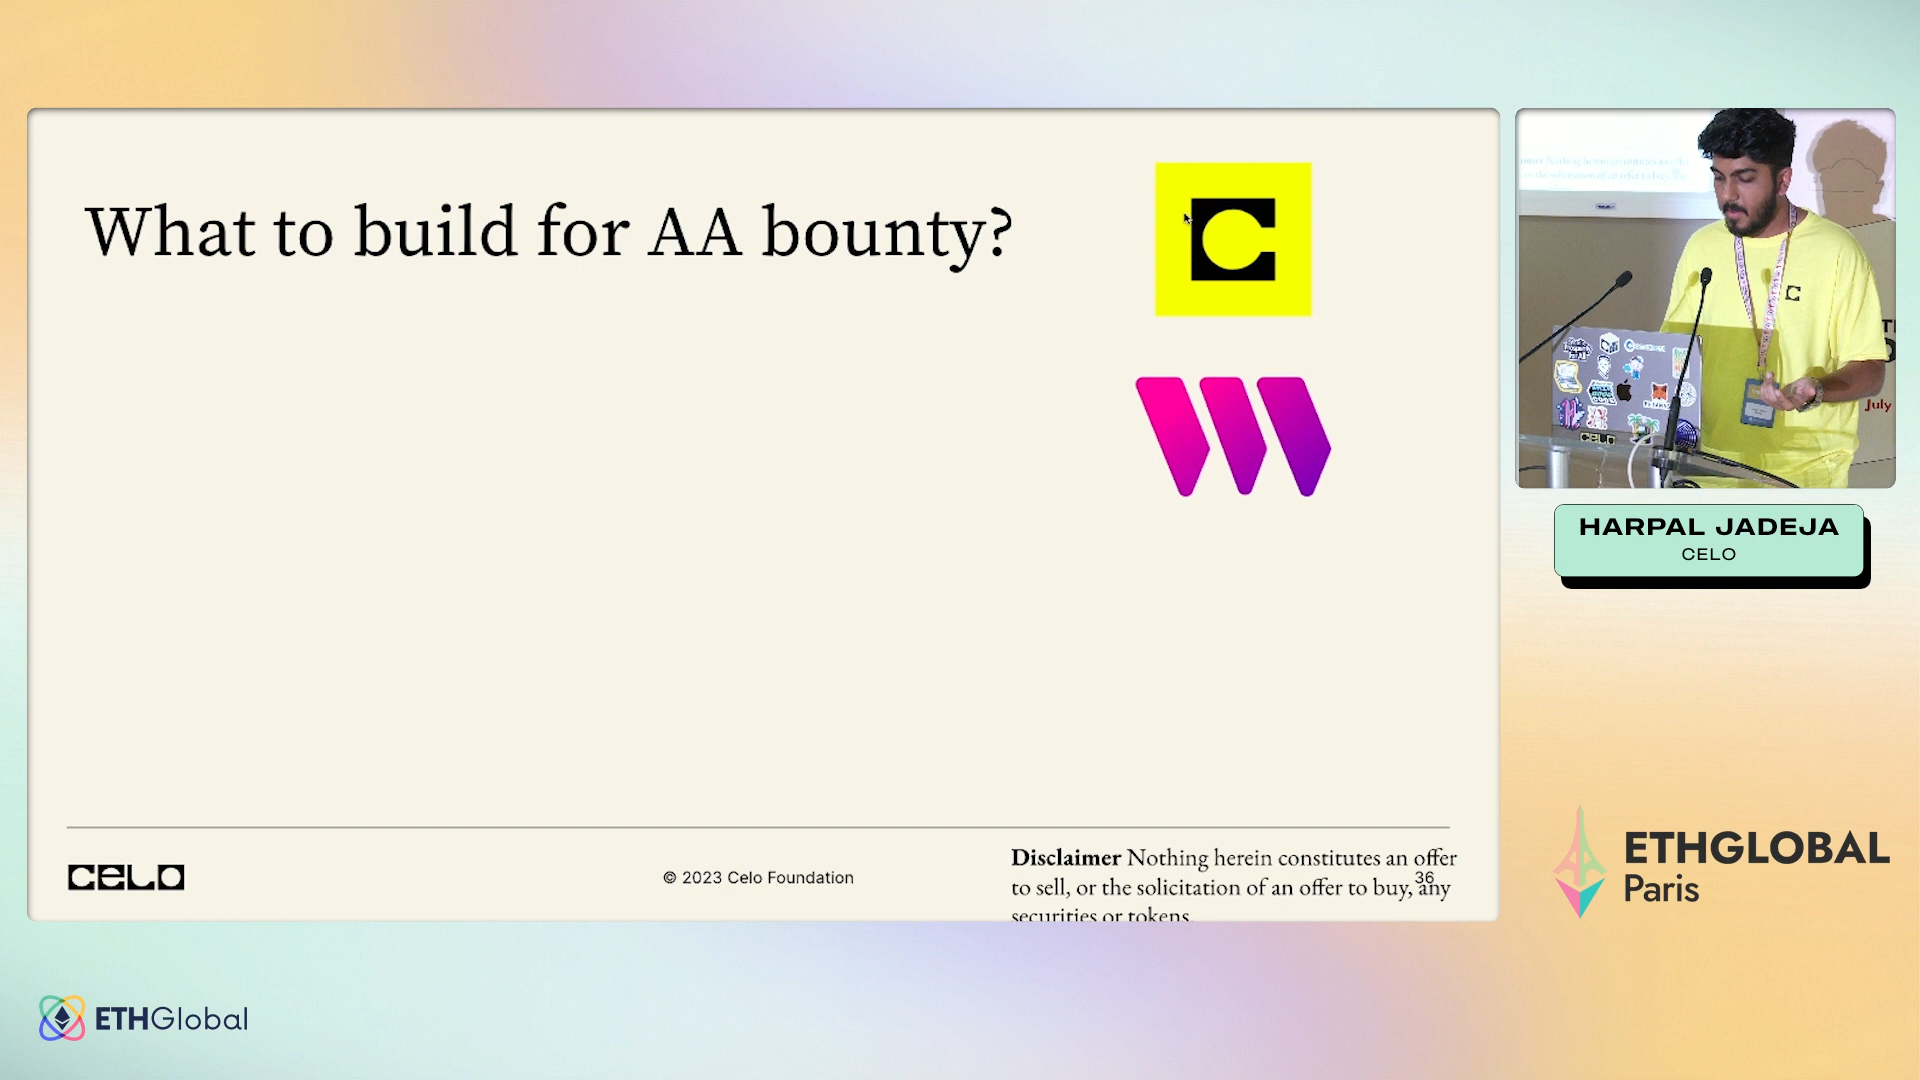 What to build for AA bounty?
HARPAL JADEJA
CELO
July
CELO
© 2023 Celo Foundation
Disclaimer Nothing herein constitutes an offer
to sell, or the solicitation of an offer to buy, any
securities or tokens.
36
ETHGLOBAL
Paris
ETHGlobal